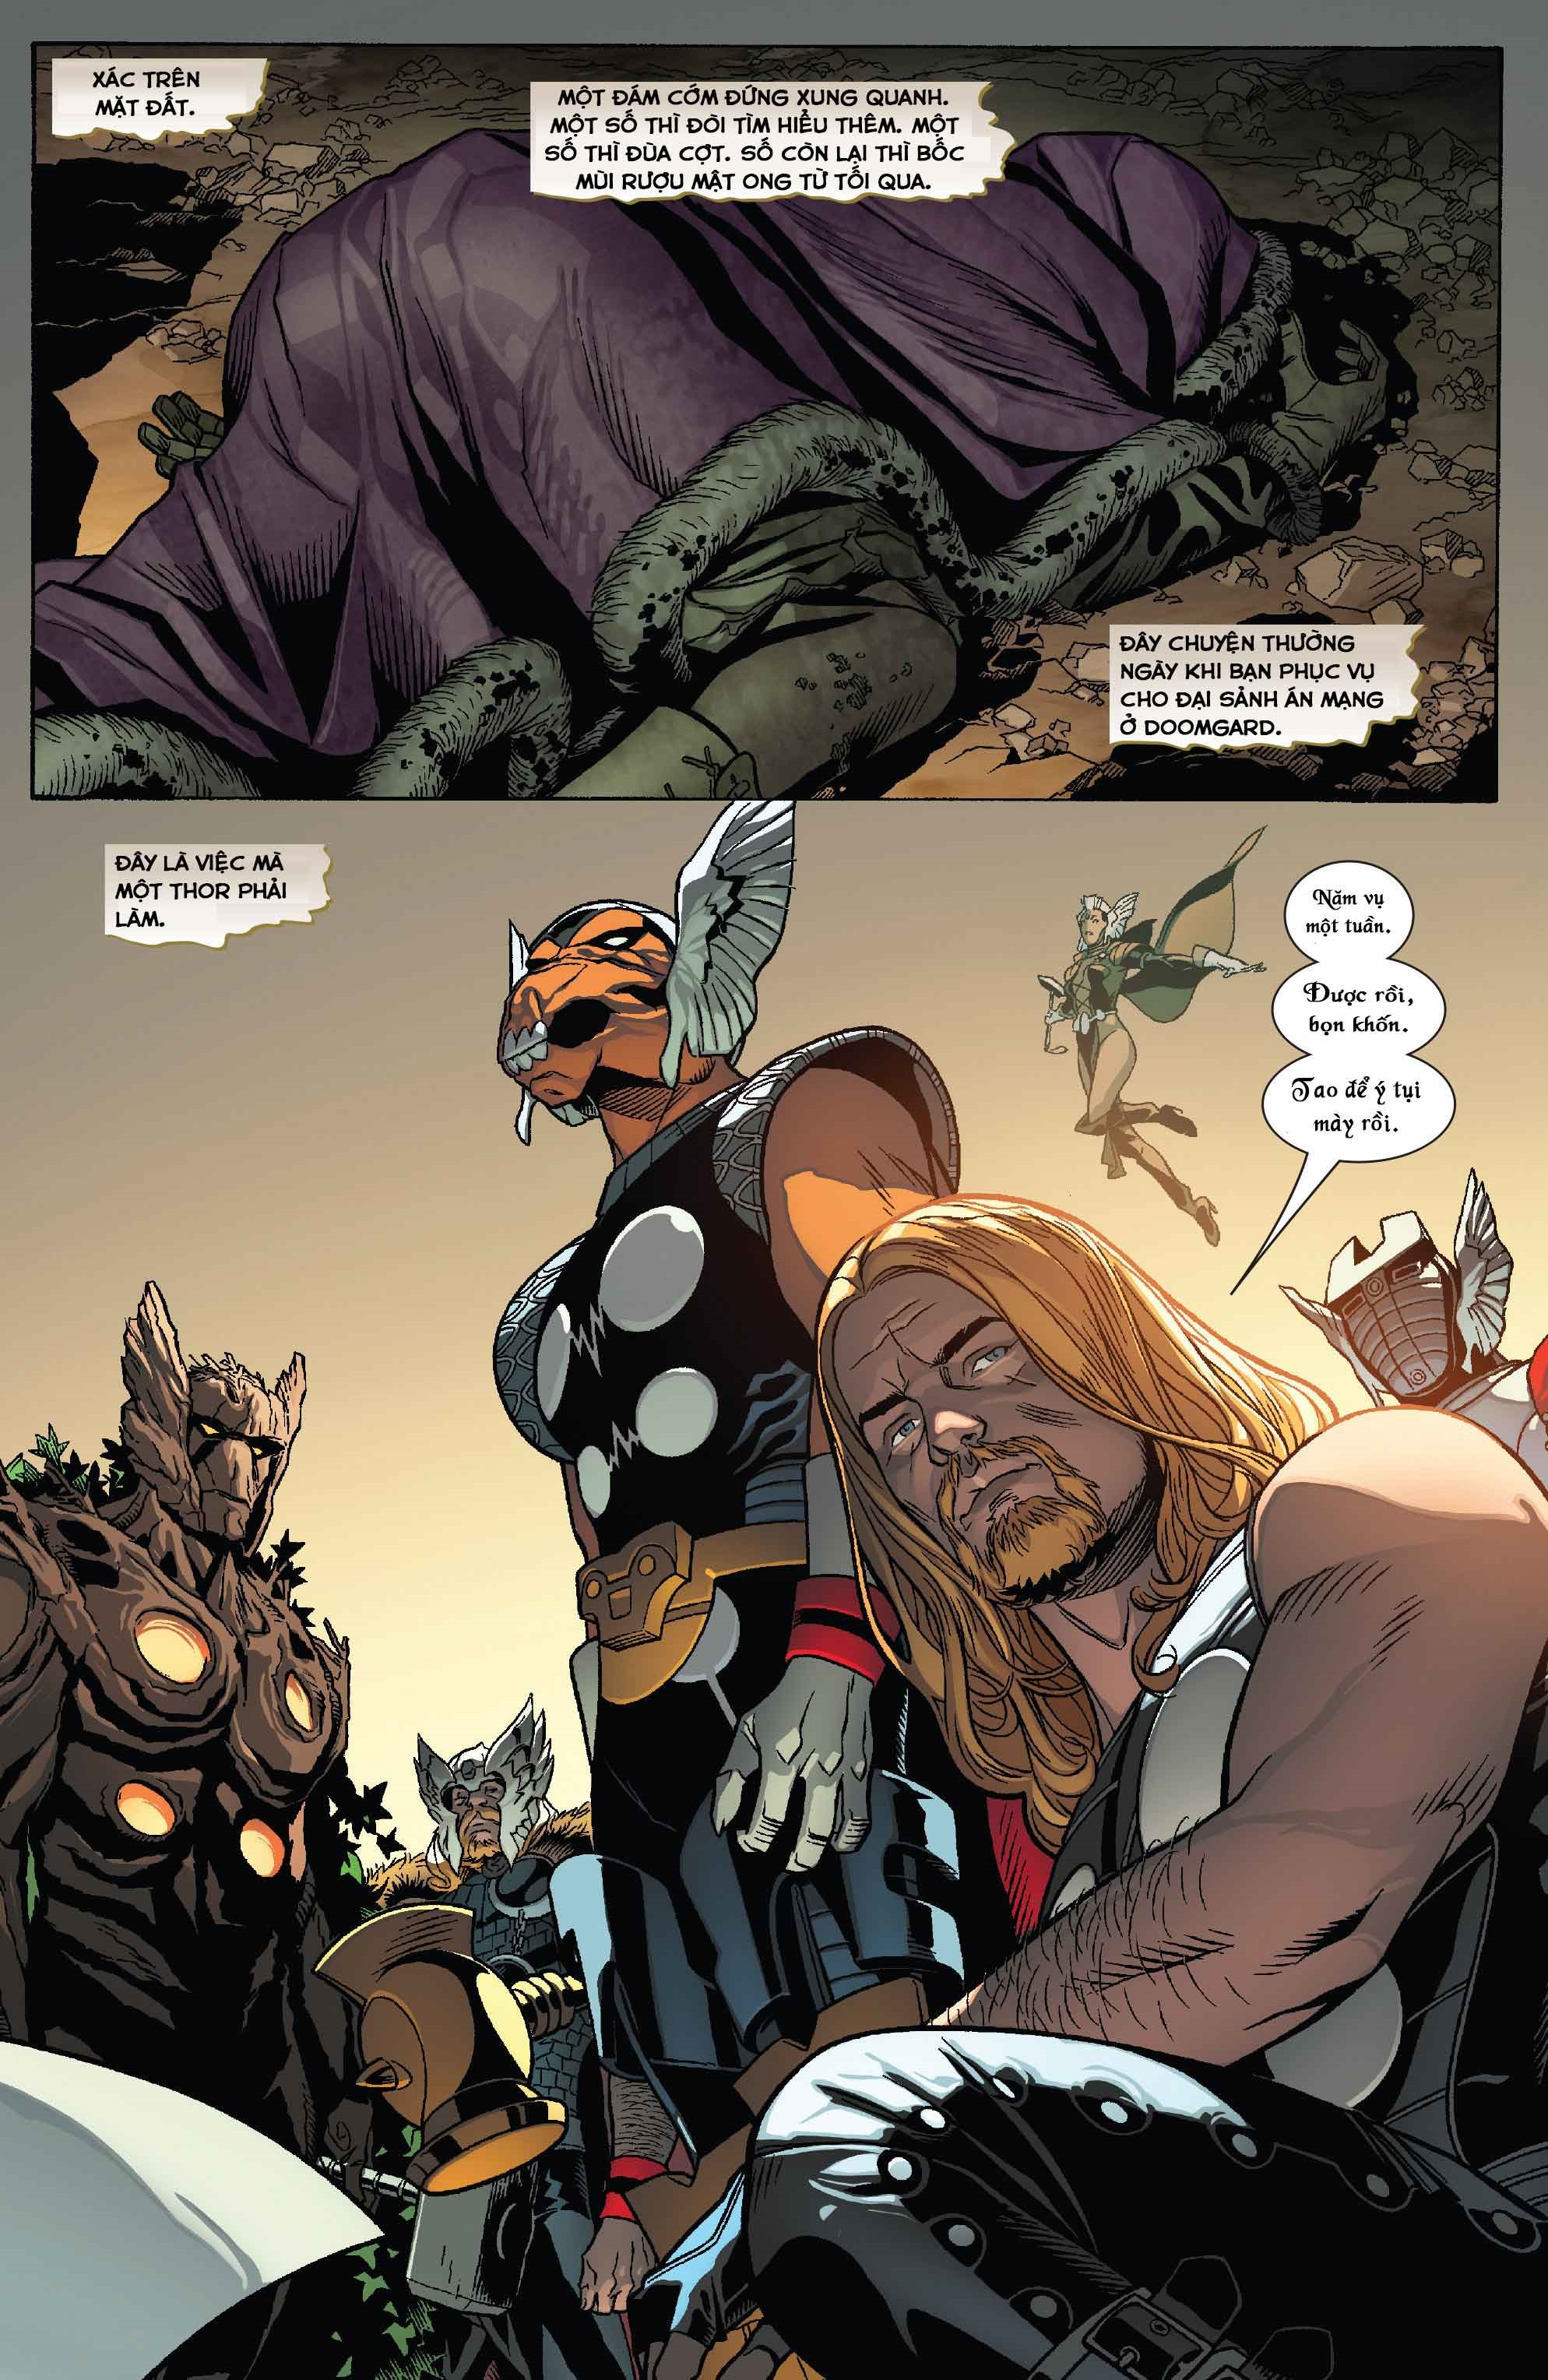 XÁC TRÊN
MẶT ĐẤT.
MỘT ĐÁM CỚM ĐỨNG XUNG QUANH.
MỘT SỐ THÌ ĐÒI TÌM HIỂU THÊM. MỘT
SỐ THÌ ĐÙA CỢT. SỐ CÒN LẠI THÌ BỐC
MÙI RƯỢU MẬT ONG TỪ TỐI QUA.
ĐÂY CHUYỆN THƯỜNG
NGÀY KHI BẠN PHỤC VỤ
CHO ĐẠI SẢNH ÁN MẠNG
Ở DOOMGARD.
ĐÂY LÀ VIỆC MÀ
MỘT THOR PHẢI
LÀM.
Năm vụ
một tuần.
Được rồi,
bọn khốn.
Tao để ý tụi
mày rồi.